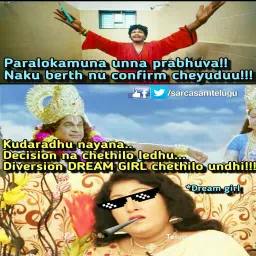 Paralokamuna unna prabhuva!!
Naku berth nu confirm cheyuduu!!!
/sarcasamtelugu
Kudaradhu nayana..
Decision na chethilo ledhu...
Diversion DREAM GIRL chethilo undhi!!!
*Dream girl